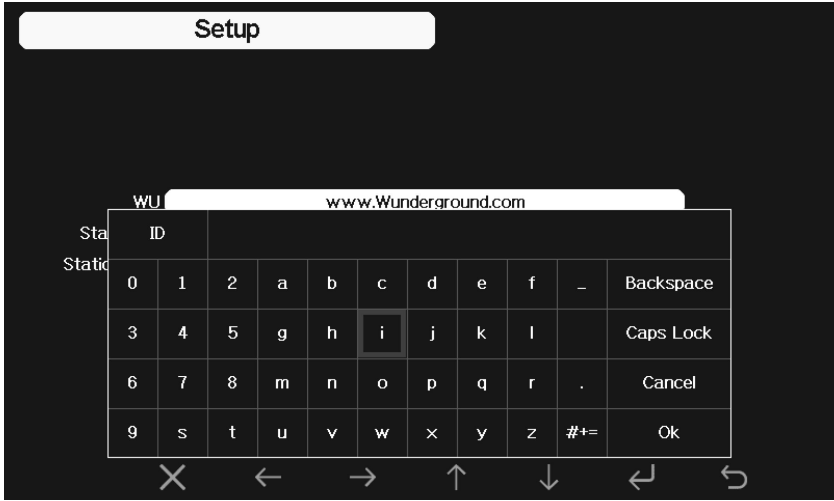 Setup
WU www.Wunderground.com
Sta ID
Static
0 1 2 a b c d e f _ Backspace
3 4 5 g h i j k l Caps Lock
6 7 8 m n o p q r . Cancel
9 s t u v w x y z #+= Ok